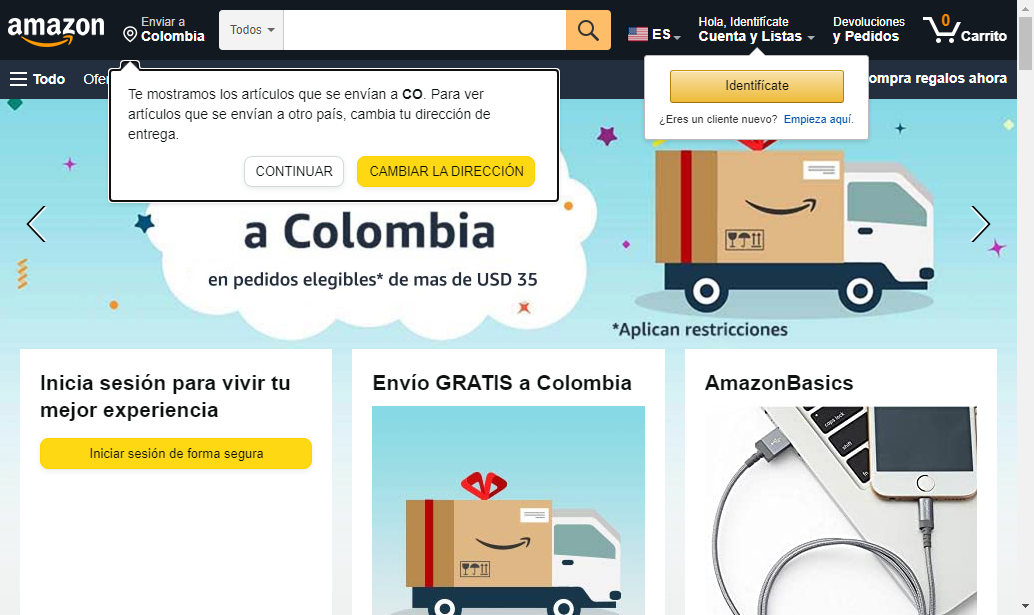 amazon
Enviar a
Colombia
Todos
ES
Hola, Identifícate
Cuenta y Listas
Devoluciones
y Pedidos
0
Carrito
Todo
Ofer
ompra regalos ahora
Te mostramos los artículos que se envían a CO. Para ver
artículos que se envían a otro país, cambia tu dirección de
entrega.
CONTINUAR
CAMBIAR LA DIRECCIÓN
Identifícate
¿Eres un cliente nuevo? Empieza aquí.
a Colombia
en pedidos elegibles* de mas de USD 35
*Aplican restricciones
Inicia sesión para vivir tu
mejor experiencia
Iniciar sesión de forma segura
Envío GRATIS a Colombia
AmazonBasics
caps lock
shift